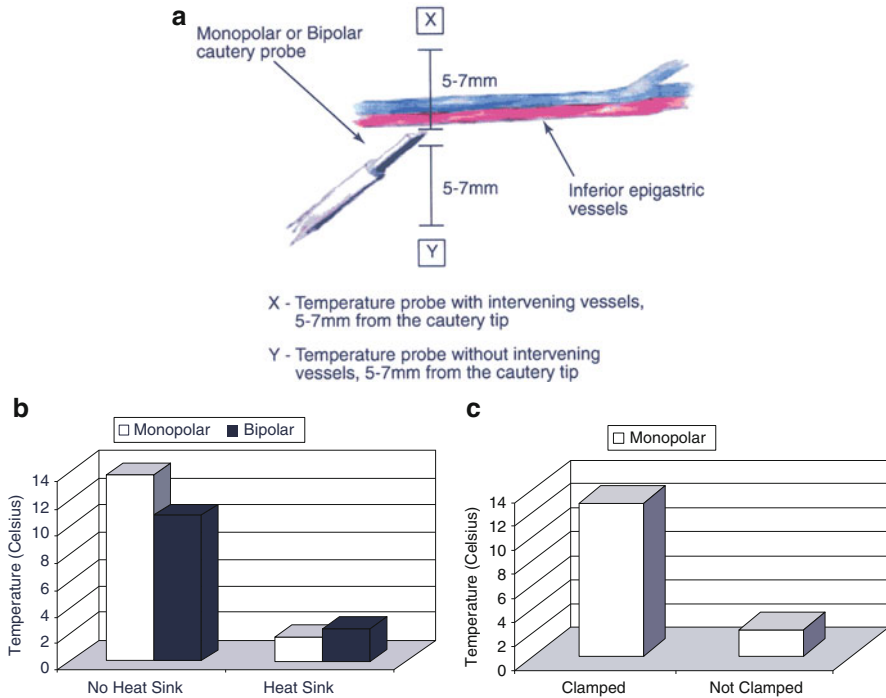 a
X
Monopolar or Bipolar
cautery probe
5-7mm
5-7mm
Inferior epigastric
vessels
Y
X - Temperature probe with intervening vessels,
5-7mm from the cautery tip
Y - Temperature probe without intervening
vessels, 5-7mm from the cautery tip
b
Monopolar Bipolar
Temperature (Celsius)
14
12
10
8
6
4
2
0
No Heat Sink Heat Sink
c
Monopolar
Temperature (Celsius)
14
12
10
8
6
4
2
0
Clamped Not Clamped